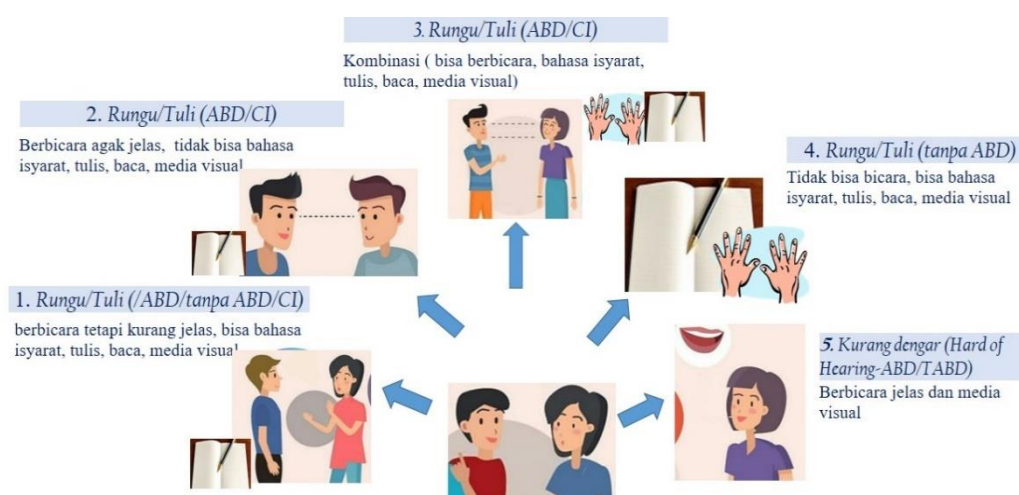 3. Rungu/Tuli (ABD/CI)
Kombinasi ( bisa berbicara, bahasa isyarat,
tulis, baca, media visual)
2. Rungu/Tuli (ABD/CI)
Berbicara agak jelas,  tidak bisa bahasa
isyarat, tulis, baca, media visual
4. Rungu/Tuli (tanpa ABD)
Tidak bisa bicara, bisa bahasa
isyarat, tulis, baca, media visual
1. Rungu/Tuli (/ABD/tanpa ABD/CI)
berbicara tetapi kurang jelas, bisa bahasa
isyarat, tulis, baca, media visual
5. Kurang dengar (Hard of
Hearing-ABD/TABD)
Berbicara jelas dan media
visual